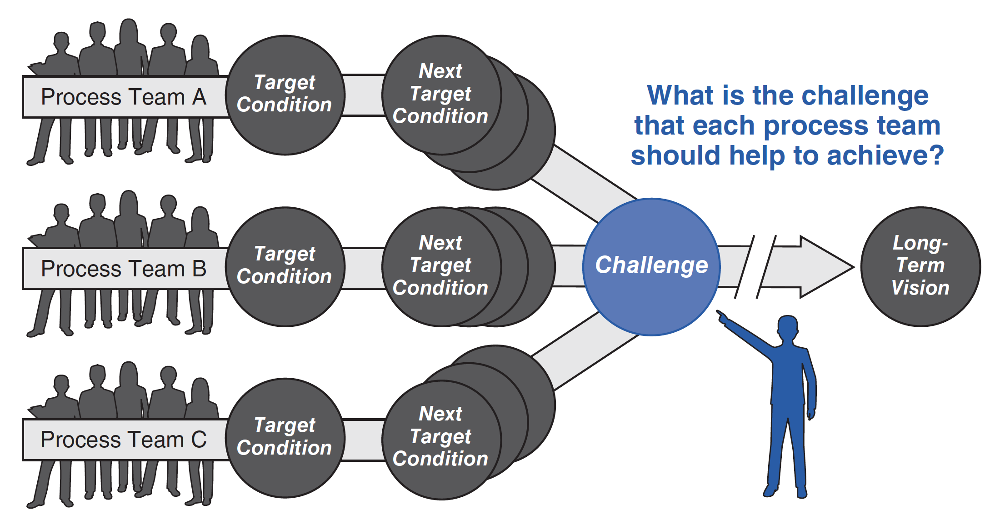 Process Team A
Target
Condition
Next
Target
Condition
What is the challenge
that each process team
should help to achieve?
Process Team B
Target
Condition
Next
Target
Condition
Challenge
Long-
Term
Vision
Process Team C
Target
Condition
Next
Target
Condition